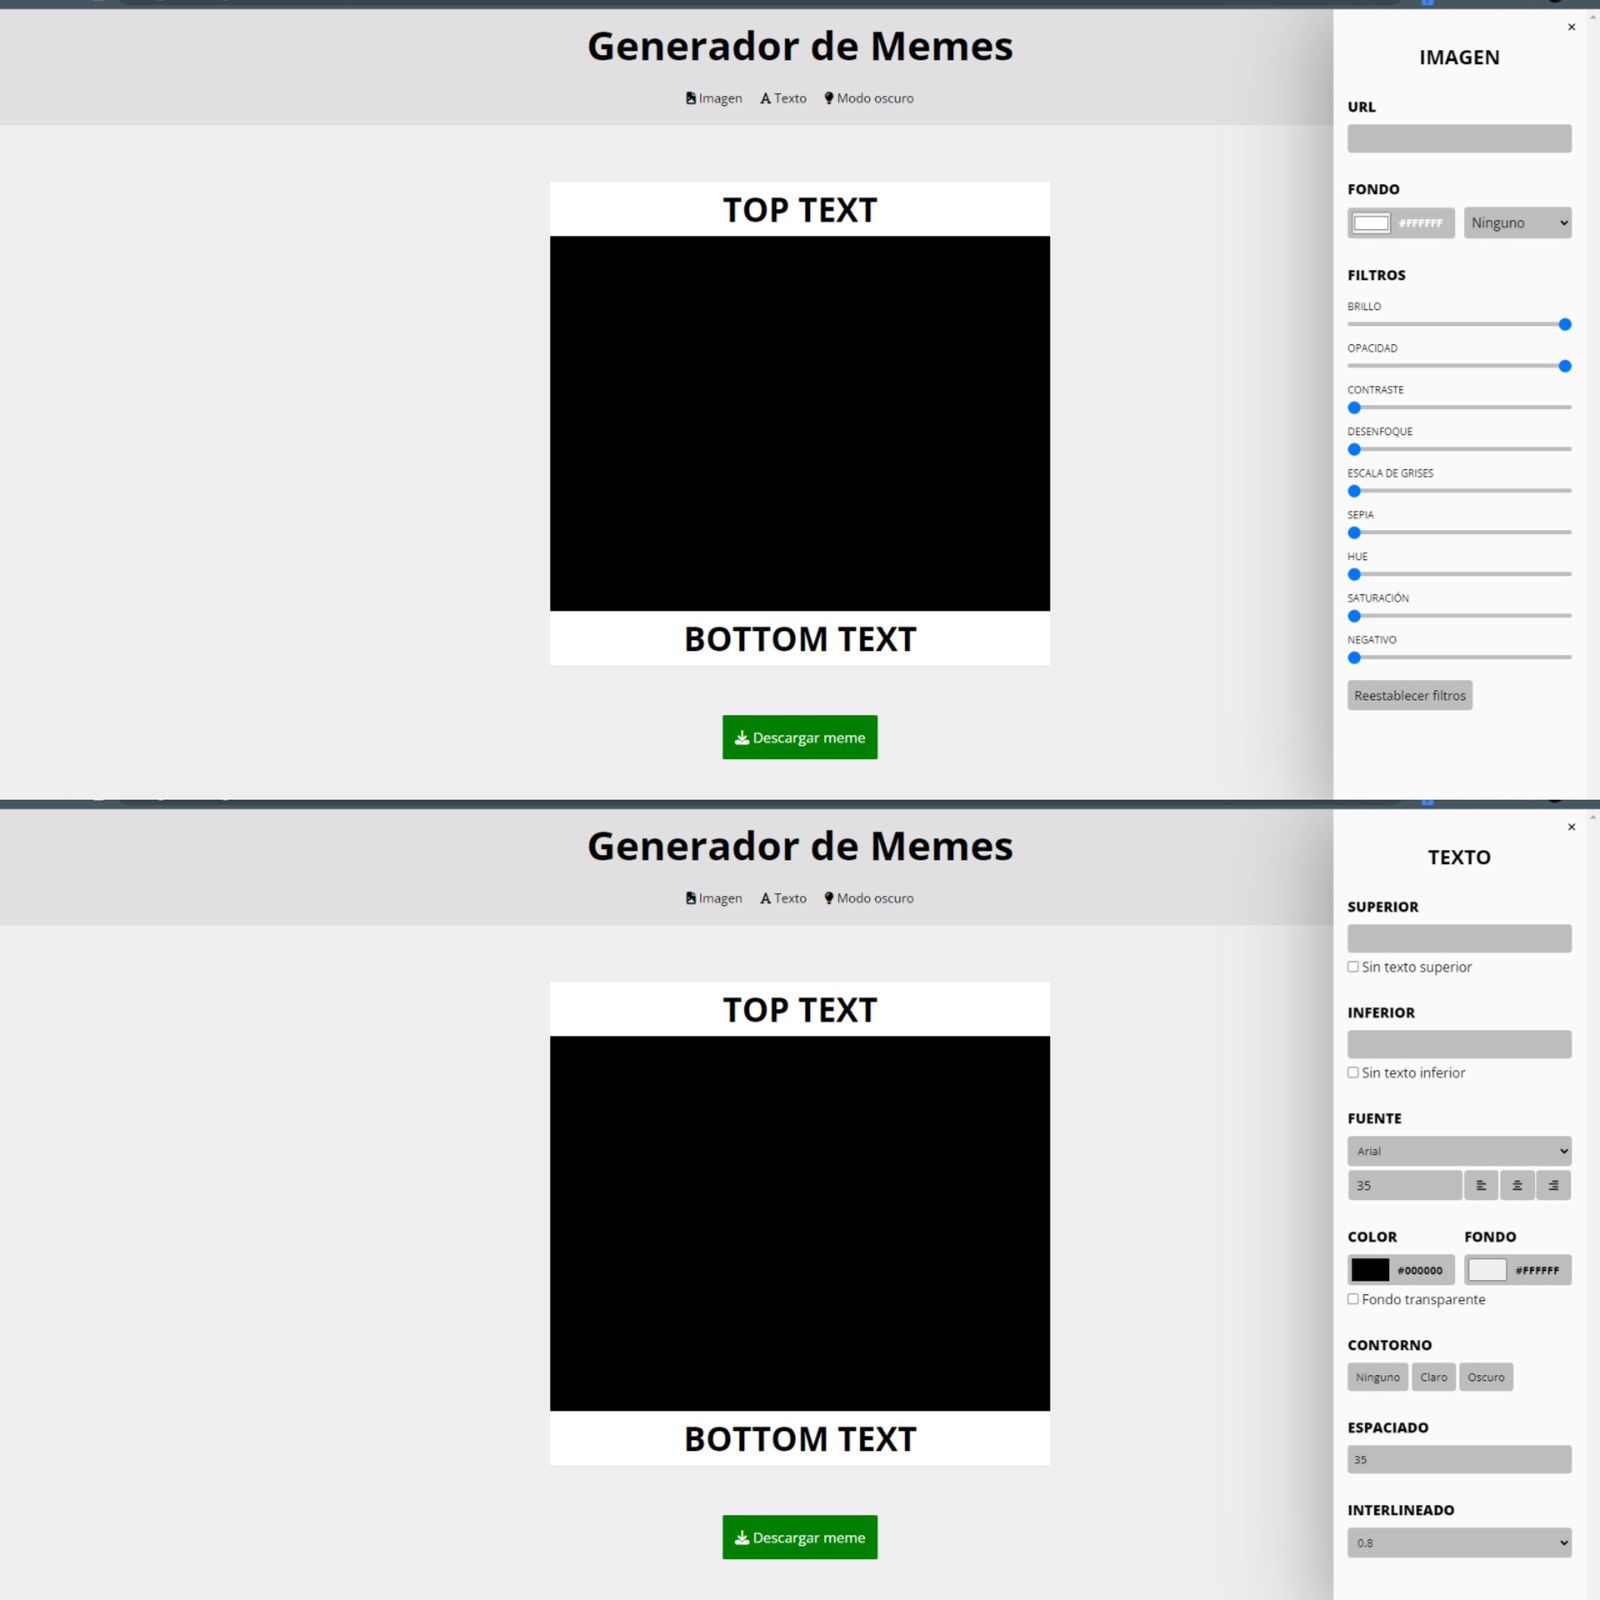 Generador de Memes
Imagen Texto Modo oscuro
TOP TEXT
BOTTOM TEXT
Descargar meme
×
IMAGEN
URL
FONDO
#FFFFFF Ninguno
FILTROS
BRILLO
OPACIDAD
CONTRASTE
DESENFOQUE
ESCALA DE GRISES
SEPIA
HUE
SATURACIÓN
NEGATIVO
Reestablecer filtros
Generador de Memes
Imagen Texto Modo oscuro
TOP TEXT
BOTTOM TEXT
Descargar meme
×
TEXTO
SUPERIOR
Sin texto superior
INFERIOR
Sin texto inferior
FUENTE
Arial
35
COLOR FONDO
#000000 #FFFFFF
Fondo transparente
CONTORNO
Ninguno Claro Oscuro
ESPACIADO
35
INTERLINEADO
0.8